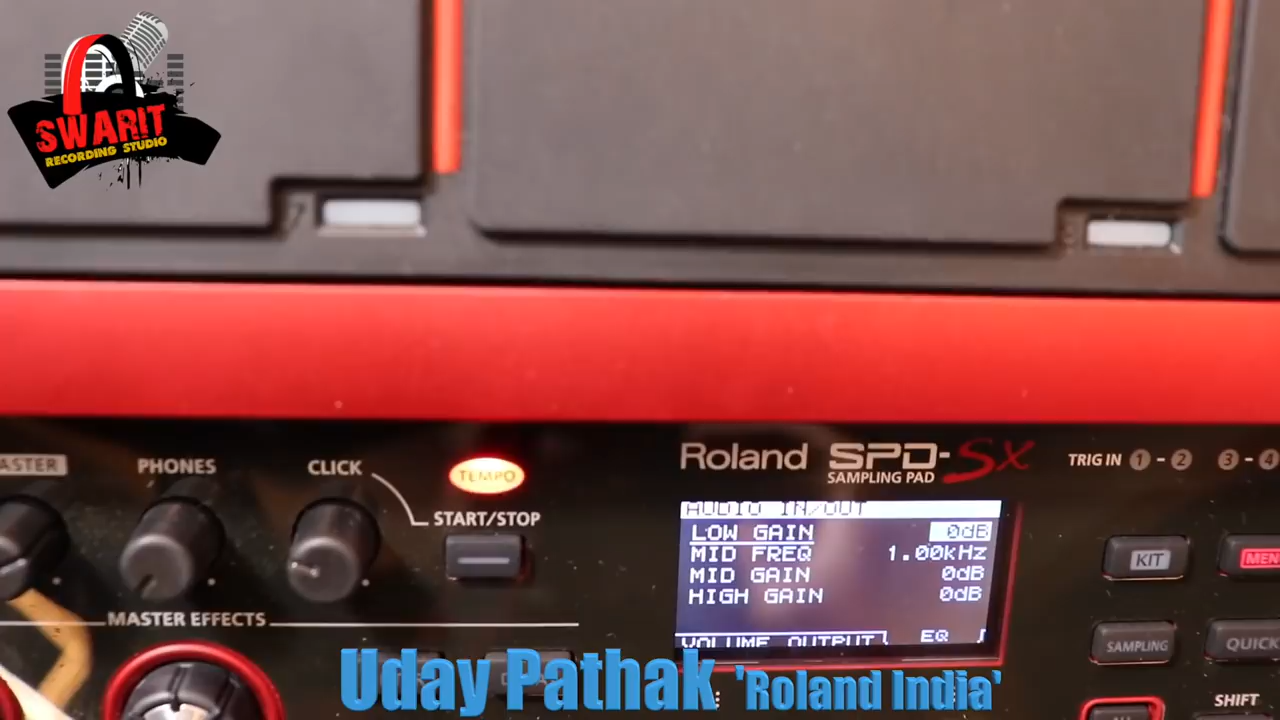 SWARIT
RECORDING STUDIO
PHONES
CLICK
TEMPO
START/STOP
Roland SPD-SX
SAMPLING PAD
TRIG IN 1 - 2 3 - 4
AUDIO IN/OUT
LOW GAIN 0dB
MID FREQ 1.00kHz
MID GAIN 0dB
HIGH GAIN 0dB
VOLUME OUTPUT EQ
KIT
MEN
SAMPLING
QUICK
SHIFT
MASTER EFFECTS
Uday Pathak 'Roland India'